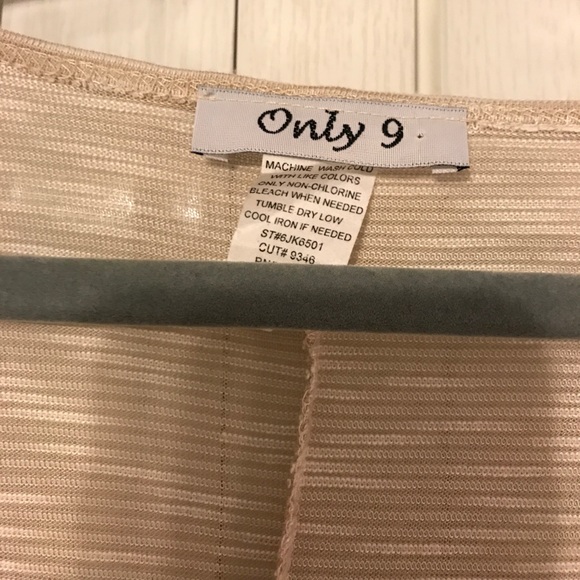 Only 9
MACHINE WASH COLD
WITH LIKE COLORS
ONLY NON-CHLORINE
BLEACH WHEN NEEDED
TUMBLE DRY LOW
COOL IRON IF NEEDED
ST#6JK6501
CUT# 9346